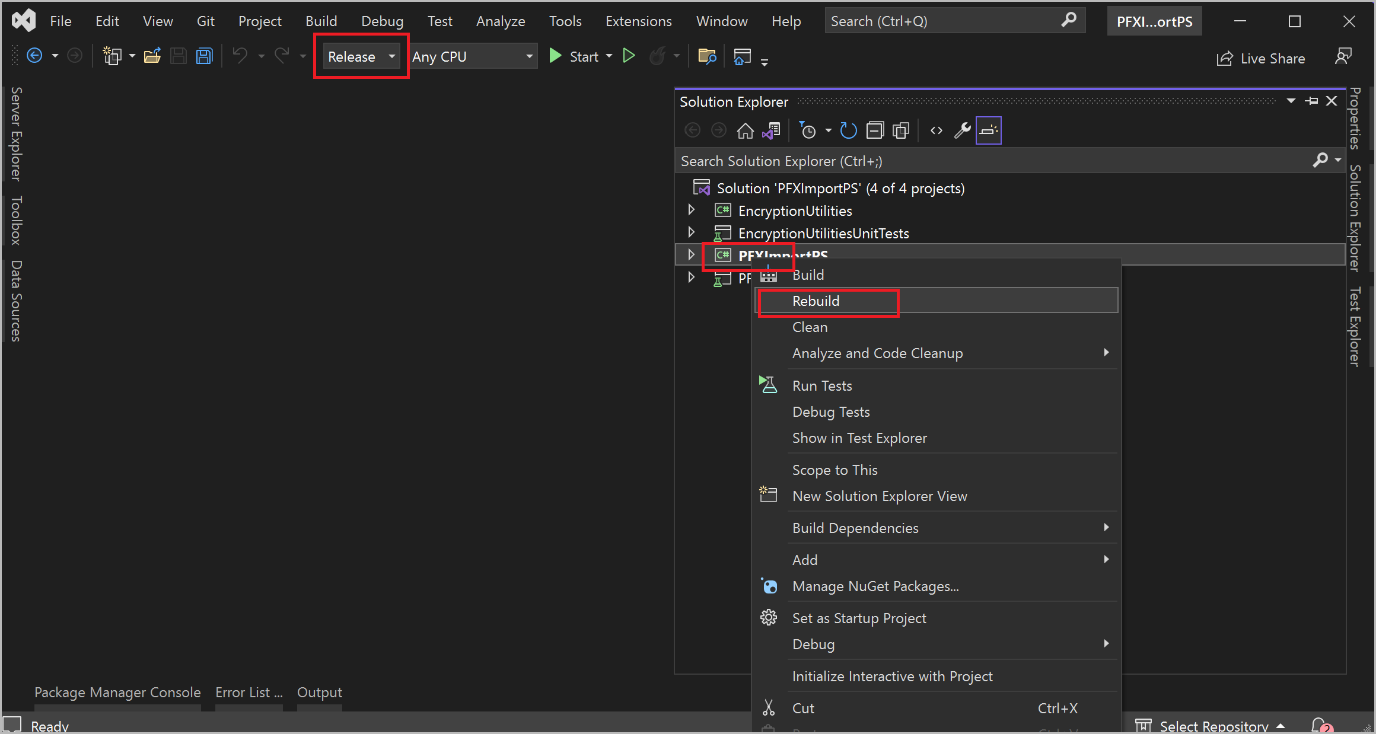 File Edit View Git Project Build Debug Test Analyze Tools Extensions Window Help Search (Ctrl+Q) PFXI...ortPS
Release Any CPU Start Live Share
Server Explorer
Toolbox
Data Sources
Solution Explorer
Search Solution Explorer (Ctrl+;)
Solution 'PFXImportPS' (4 of 4 projects)
C# EncryptionUtilities
EncryptionUtilitiesUnitTests
C# PFXImportPS
PF
Build
Rebuild
Clean
Analyze and Code Cleanup
Run Tests
Debug Tests
Show in Test Explorer
Scope to This
New Solution Explorer View
Build Dependencies
Add
Manage NuGet Packages...
Set as Startup Project
Debug
Initialize Interactive with Project
Cut Ctrl+X
Properties
Solution Explorer
Test Explorer
Package Manager Console Error List ... Output
Ready Select Repository 2